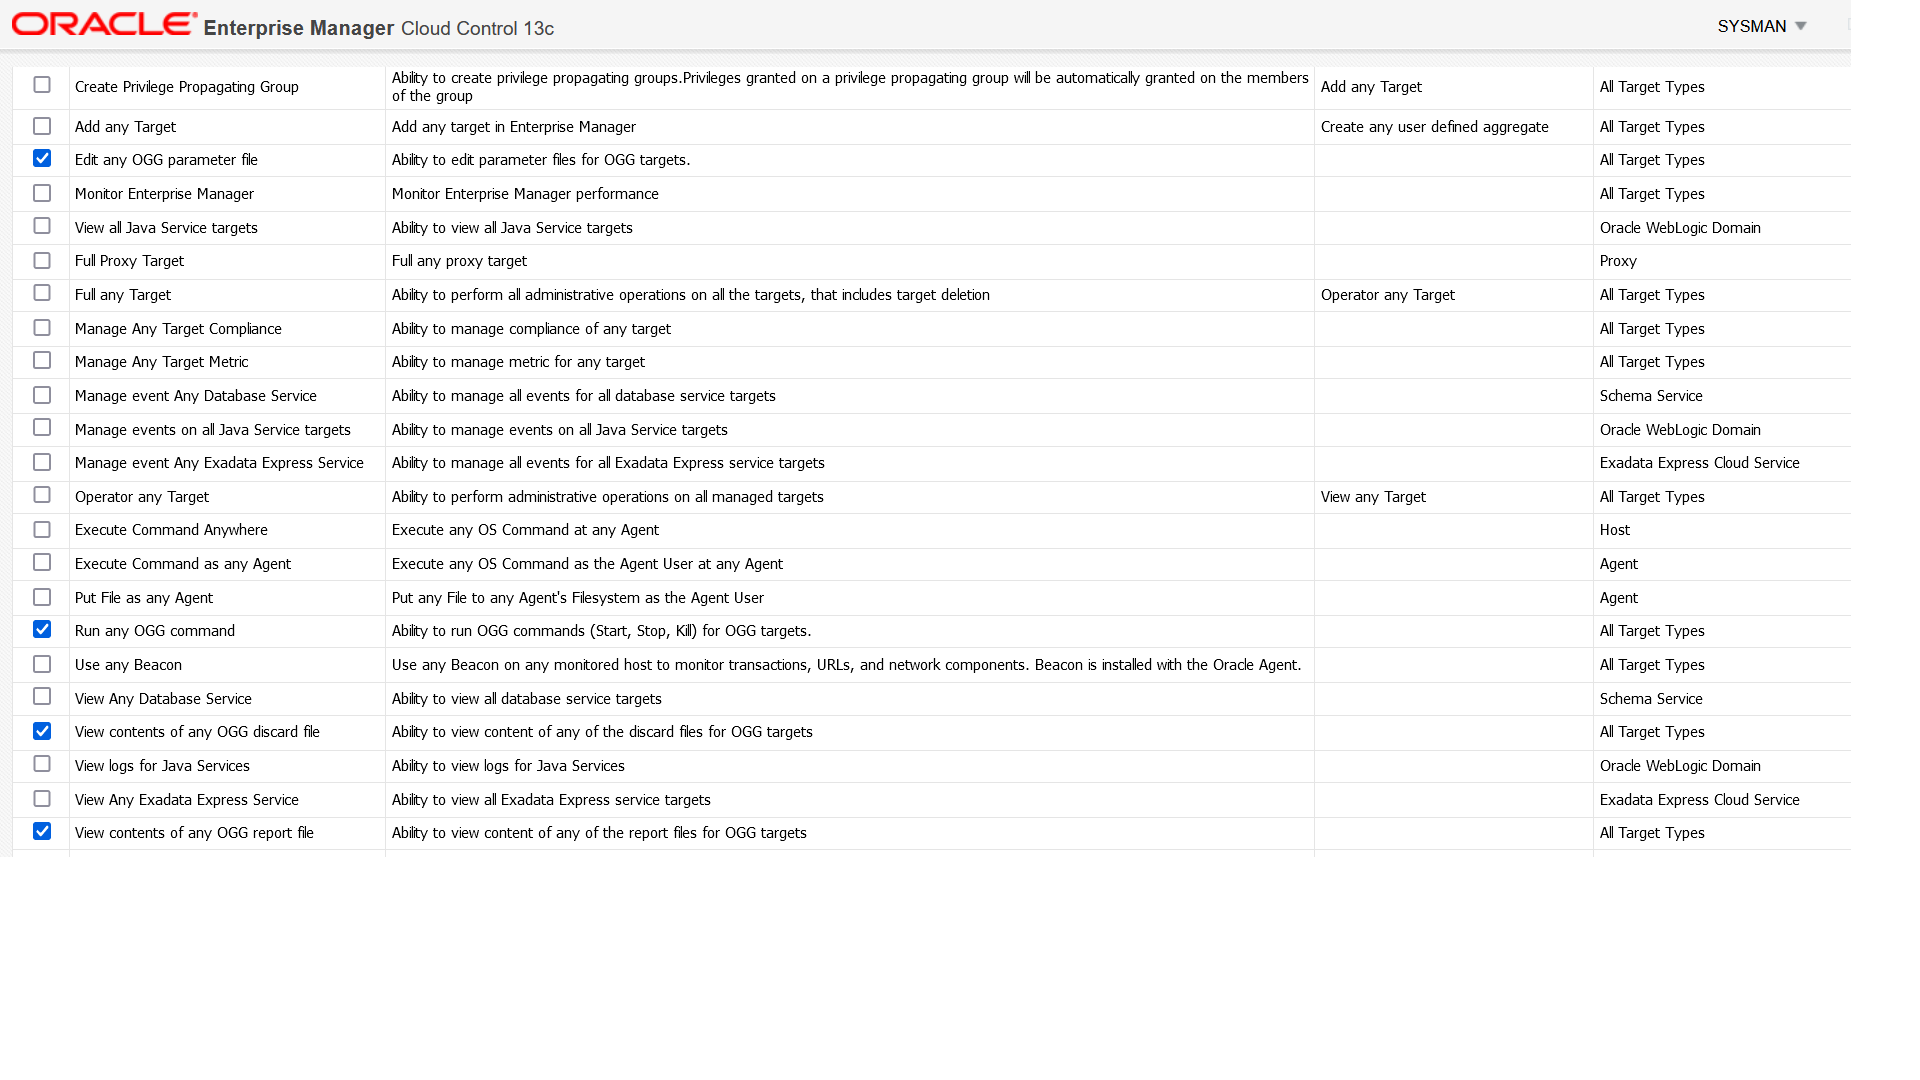 ORACLE® Enterprise Manager Cloud Control 13c SYSMAN
Create Privilege Propagating Group Ability to create privilege propagating groups.Privileges granted on a privilege propagating group will be automatically granted on the members of the group Add any Target All Target Types
Add any Target Add any target in Enterprise Manager Create any user defined aggregate All Target Types
Edit any OGG parameter file Ability to edit parameter files for OGG targets. All Target Types
Monitor Enterprise Manager Monitor Enterprise Manager performance All Target Types
View all Java Service targets Ability to view all Java Service targets Oracle WebLogic Domain
Full Proxy Target Full any proxy target Proxy
Full any Target Ability to perform all administrative operations on all the targets, that includes target deletion Operator any Target All Target Types
Manage Any Target Compliance Ability to manage compliance of any target All Target Types
Manage Any Target Metric Ability to manage metric for any target All Target Types
Manage event Any Database Service Ability to manage all events for all database service targets Schema Service
Manage events on all Java Service targets Ability to manage events on all Java Service targets Oracle WebLogic Domain
Manage event Any Exadata Express Service Ability to manage all events for all Exadata Express service targets Exadata Express Cloud Service
Operator any Target Ability to perform administrative operations on all managed targets View any Target All Target Types
Execute Command Anywhere Execute any OS Command at any Agent Host
Execute Command as any Agent Execute any OS Command as the Agent User at any Agent Agent
Put File as any Agent Put any File to any Agent's Filesystem as the Agent User Agent
Run any OGG command Ability to run OGG commands (Start, Stop, Kill) for OGG targets. All Target Types
Use any Beacon Use any Beacon on any monitored host to monitor transactions, URLs, and network components. Beacon is installed with the Oracle Agent. All Target Types
View Any Database Service Ability to view all database service targets Schema Service
View contents of any OGG discard file Ability to view content of any of the discard files for OGG targets All Target Types
View logs for Java Services Ability to view logs for Java Services Oracle WebLogic Domain
View Any Exadata Express Service Ability to view all Exadata Express service targets Exadata Express Cloud Service
View contents of any OGG report file Ability to view content of any of the report files for OGG targets All Target Types